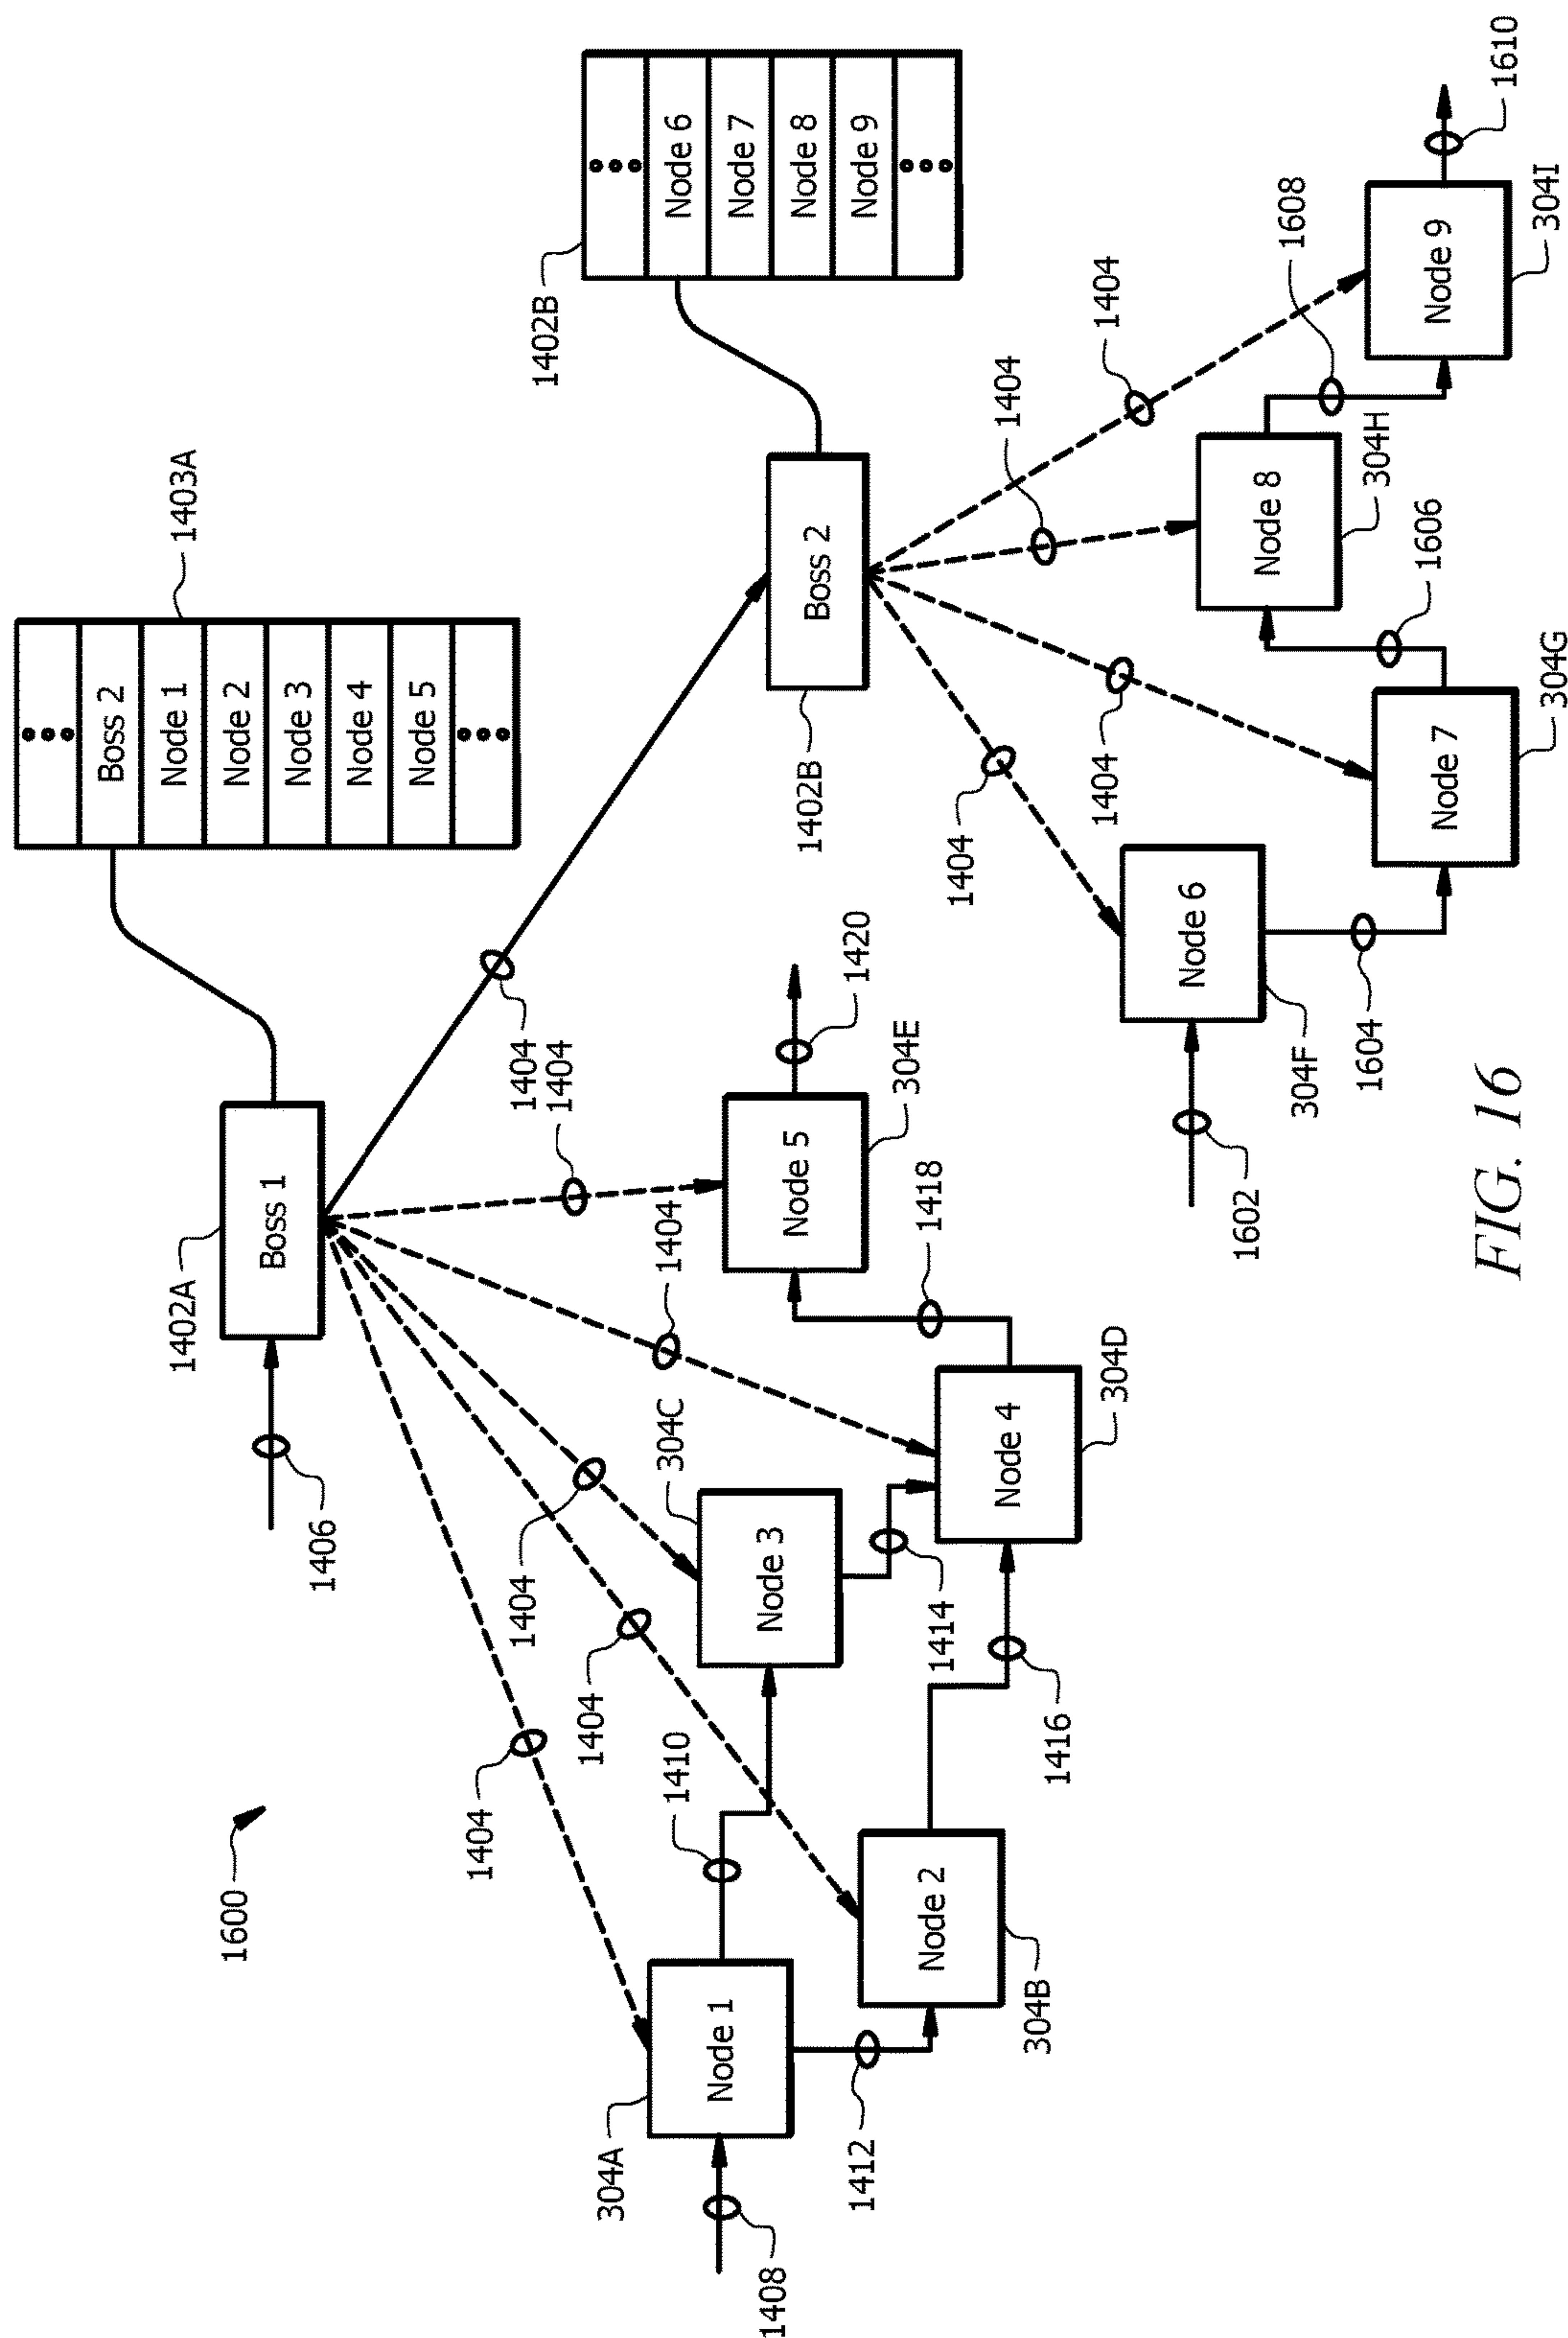 1600
1406
1402A
Boss 1
1403A
Boss 2
Node 1
Node 2
Node 3
Node 4
Node 5
1404
1404
1404
1404
1404
1404
1408
304A
Node 1
1410
1412
304B
Node 2
304C
Node 3
1414
1416
304D
Node 4
1418
304E
Node 5
1420
1402B
Boss 2
1402B
Node 6
Node 7
Node 8
Node 9
1404
1404
1404
1404
1602
304F
Node 6
1604
304G
Node 7
1606
304H
Node 8
1608
304I
Node 9
1610
FIG. 16